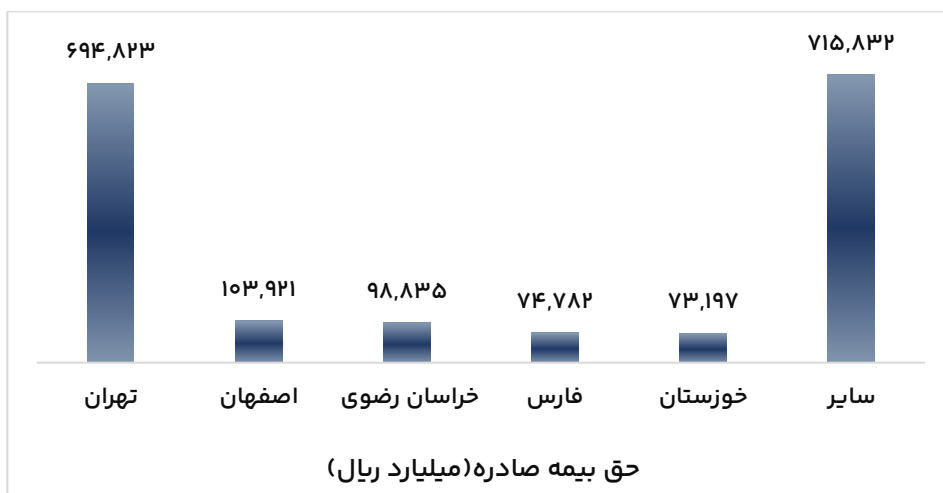 ۶۹۴,۸۲۳
۱۰۳,۹۲۱
۹۸,۸۳۵
۷۴,۷۸۲
۷۳,۱۹۷
۷۱۵,۸۳۲
تهران
اصفهان
خراسان رضوی
فارس
خوزستان
سایر
حق بیمه صادره(میلیارد ریال)